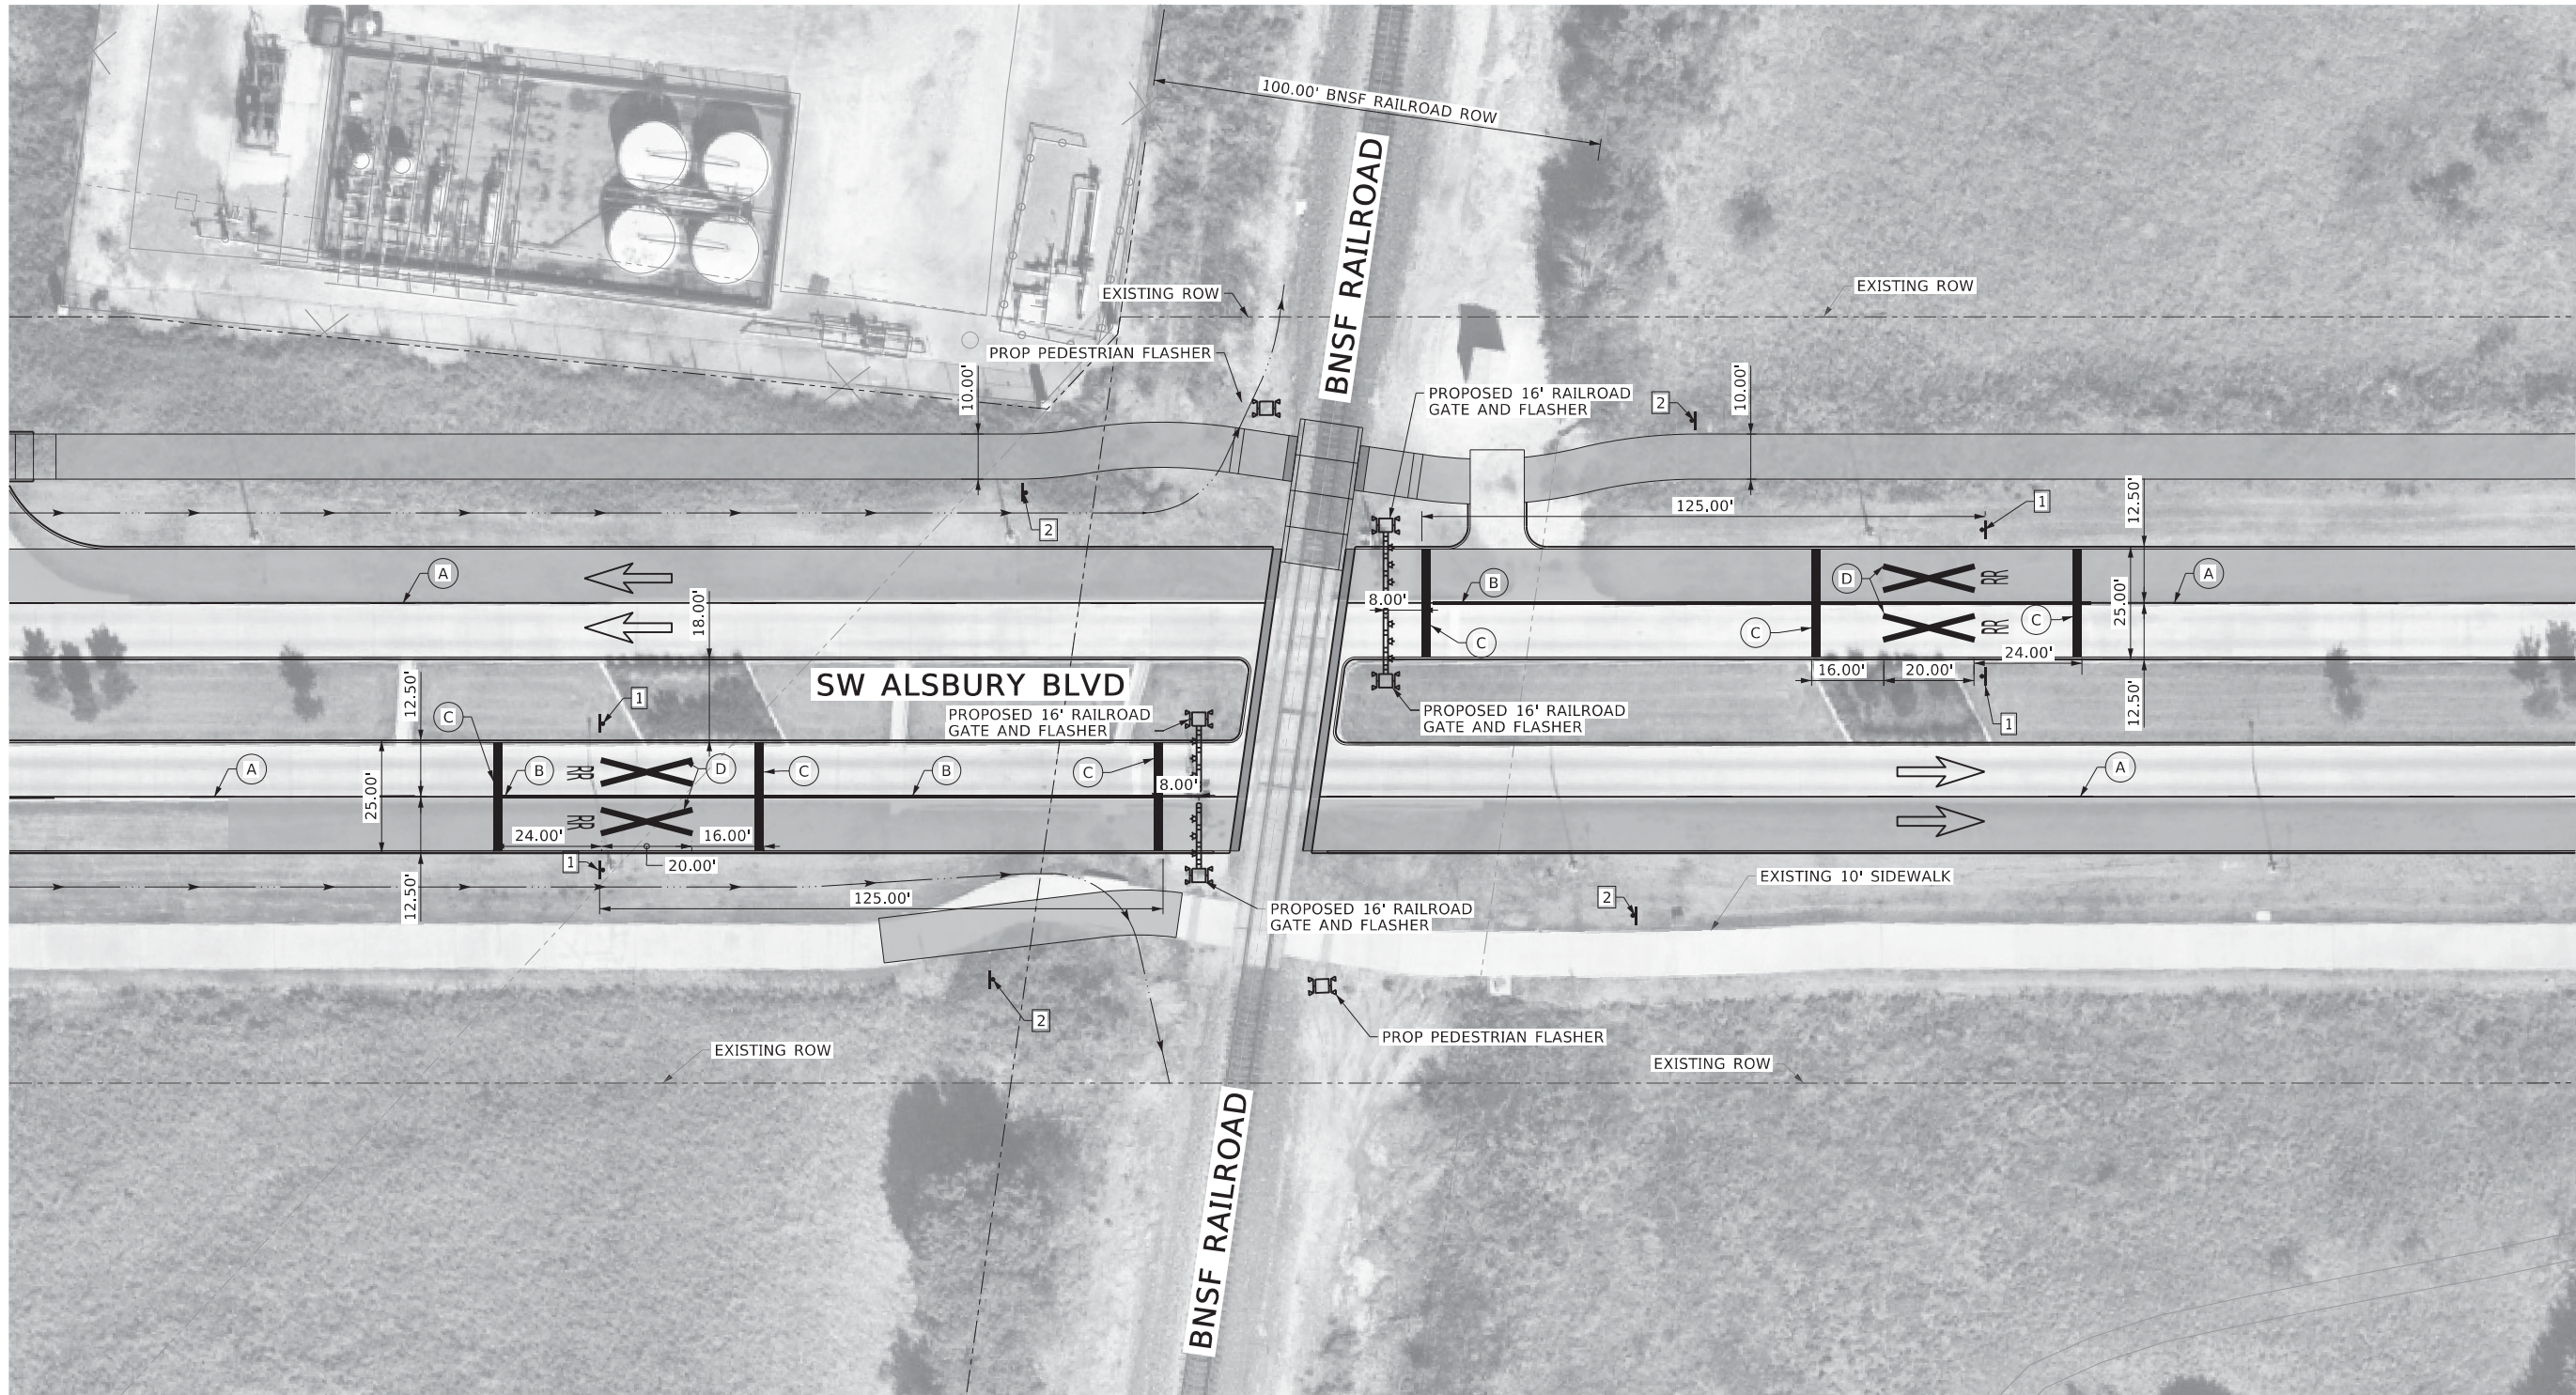 100.00' BNSF RAILROAD ROW
BNSF RAILROAD
EXISTING ROW
EXISTING ROW
PROP PEDESTRIAN FLASHER
10.00'
PROPOSED 16' RAILROAD
GATE AND FLASHER
2
10.00'
2
125.00'
1
12.50'
A
18.00'
8.00'
B
C
D
C
C
A
25.00'
RR
RR
16.00'
20.00'
24.00'
12.50'
1
SW ALSBURY BLVD
PROPOSED 16' RAILROAD
GATE AND FLASHER
PROPOSED 16' RAILROAD
GATE AND FLASHER
12.50'
C
1
A
25.00'
B
RR
RR
D
C
B
C
8.00'
A
24.00'
16.00'
20.00'
1
12.50'
125.00'
PROPOSED 16' RAILROAD
GATE AND FLASHER
2
EXISTING 10' SIDEWALK
2
PROP PEDESTRIAN FLASHER
EXISTING ROW
EXISTING ROW
BNSF RAILROAD